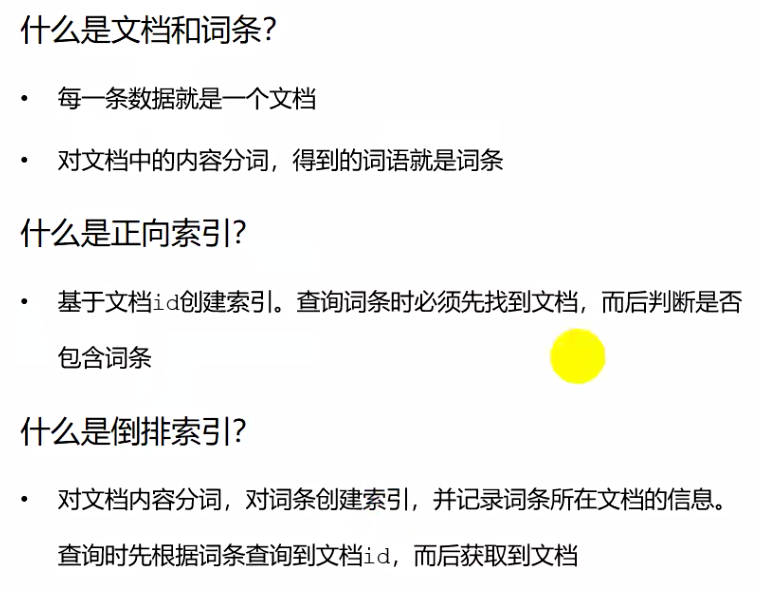 什么是文档和词条？
• 每一条数据就是一个文档
• 对文档中的内容分词，得到的词语就是词条
什么是正向索引？
• 基于文档id创建索引。查询词条时必须先找到文档，而后判断是否
包含词条
什么是倒排索引？
• 对文档内容分词，对词条创建索引，并记录词条所在文档的信息。
查询时先根据词条查询到文档id，而后获取到文档